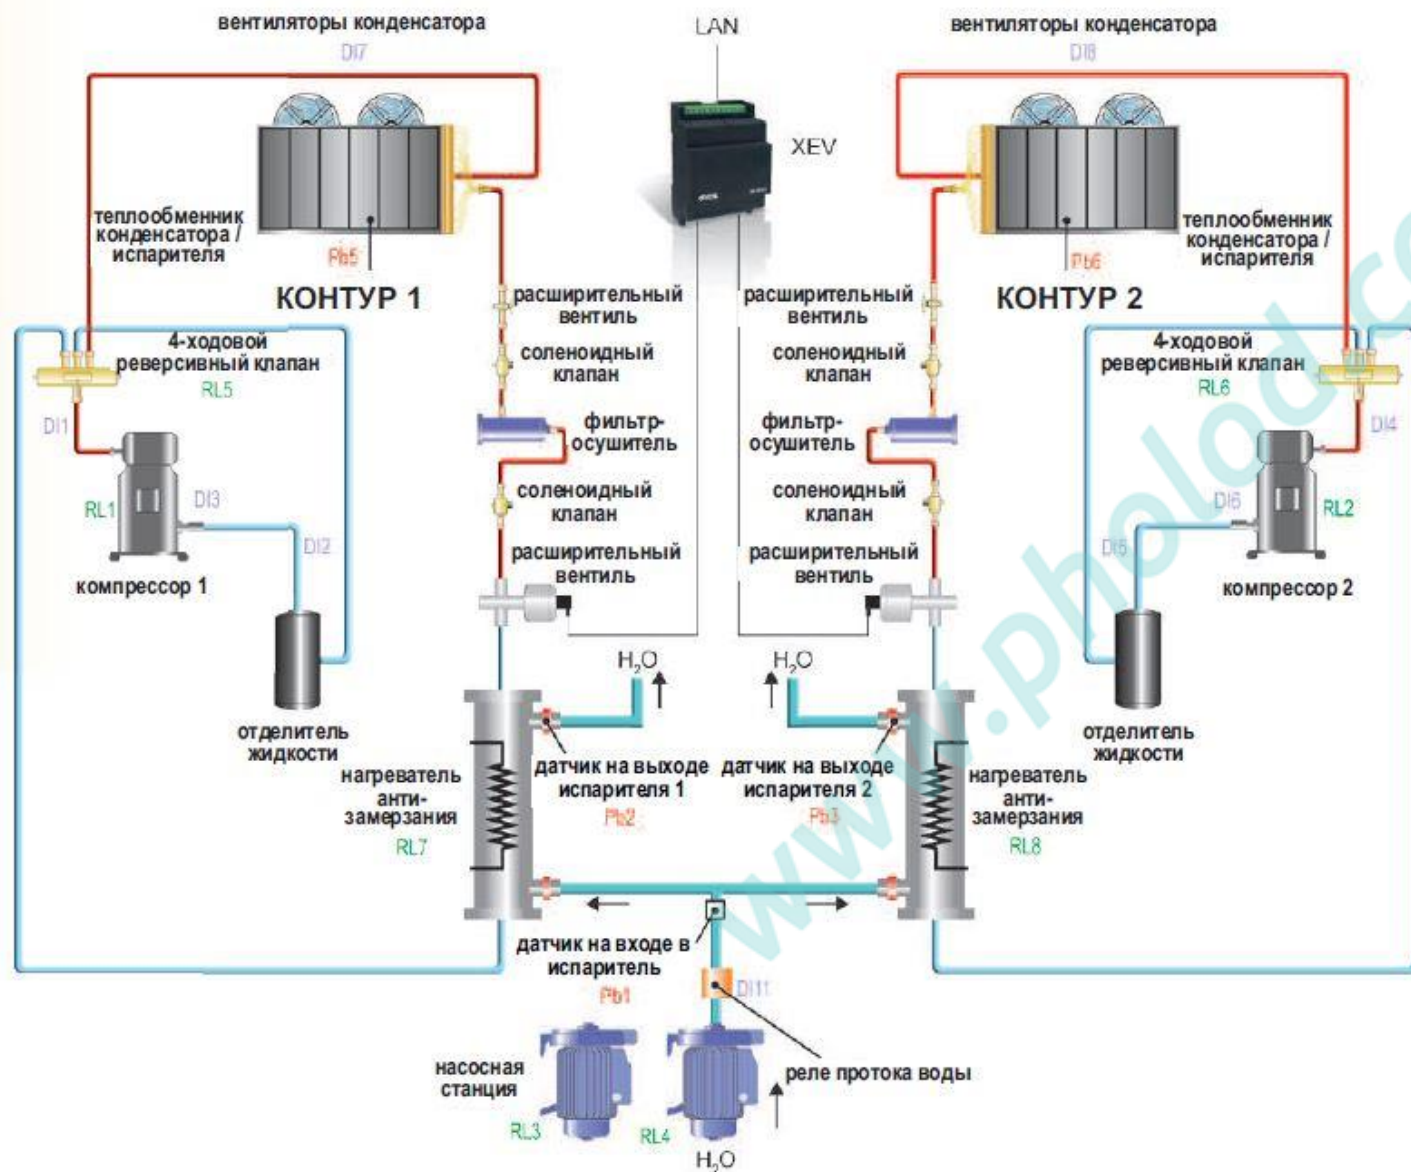 вентиляторы конденсатора
DI7
LAN
вентиляторы конденсатора
DI8
XEV
теплообменник
конденсатора /
испарителя
Pb5
КОНТУР 1
теплообменник
конденсатора /
испарителя
Pb6
КОНТУР 2
расширительный
вентиль
расширительный
вентиль
4-ходовой
реверсивный клапан
RL5
соленоидный
клапан
соленоидный
клапан
4-ходовой
реверсивный клапан
RL6
DI1
фильтр-
осушитель
фильтр-
осушитель
DI4
RL1
DI3
DI2
соленоидный
клапан
соленоидный
клапан
DI6
RL2
DI5
компрессор 1
расширительный
вентиль
расширительный
вентиль
компрессор 2
H₂O
H₂O
отделитель
жидкости
отделитель
жидкости
нагреватель
анти-
замерзания
RL7
датчик на выходе
испарителя 1
Pb2
датчик на выходе
испарителя 2
Pb3
нагреватель
анти-
замерзания
RL8
датчик на входе в
испаритель
Pb1
DI11
насосная
станция
реле протока воды
RL3
RL4
H₂O
www.pholod.co